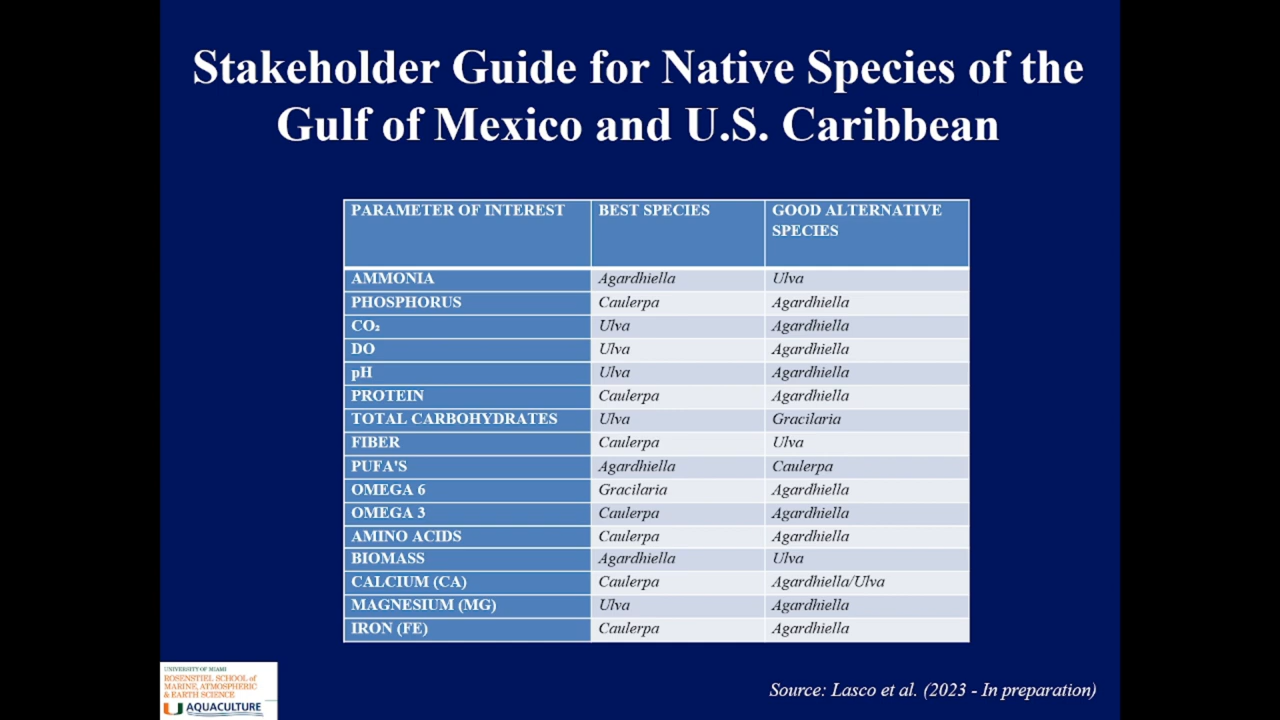 Stakeholder Guide for Native Species of the
Gulf of Mexico and U.S. Caribbean
PARAMETER OF INTEREST BEST SPECIES GOOD ALTERNATIVE
SPECIES
AMMONIA Agardhiella Ulva
PHOSPHORUS Caulerpa Agardhiella
CO₂ Ulva Agardhiella
DO Ulva Agardhiella
pH Ulva Agardhiella
PROTEIN Caulerpa Agardhiella
TOTAL CARBOHYDRATES Ulva Gracilaria
FIBER Caulerpa Ulva
PUFA'S Agardhiella Caulerpa
OMEGA 6 Gracilaria Agardhiella
OMEGA 3 Caulerpa Agardhiella
AMINO ACIDS Caulerpa Agardhiella
BIOMASS Agardhiella Ulva
CALCIUM (CA) Caulerpa Agardhiella/Ulva
MAGNESIUM (MG) Ulva Agardhiella
IRON (FE) Caulerpa Agardhiella
UNIVERSITY OF MIAMI
ROSENSTIEL SCHOOL of
MARINE, ATMOSPHERIC
& EARTH SCIENCE
U AQUACULTURE
Source: Lasco et al. (2023 - In preparation)